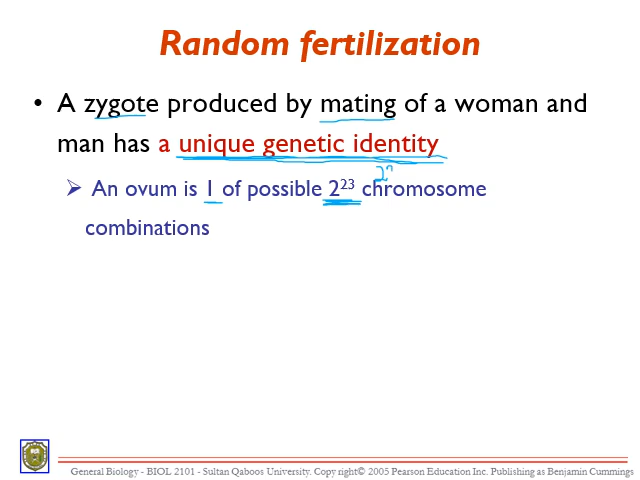 Random fertilization
• A zygote produced by mating of a woman and
man has a unique genetic identity
2ⁿ
➢ An ovum is 1 of possible 2²³ chromosome
combinations
General Biology - BIOL 2101 - Sultan Qaboos University. Copy right© 2005 Pearson Education Inc. Publishing as Benjamin Cummings